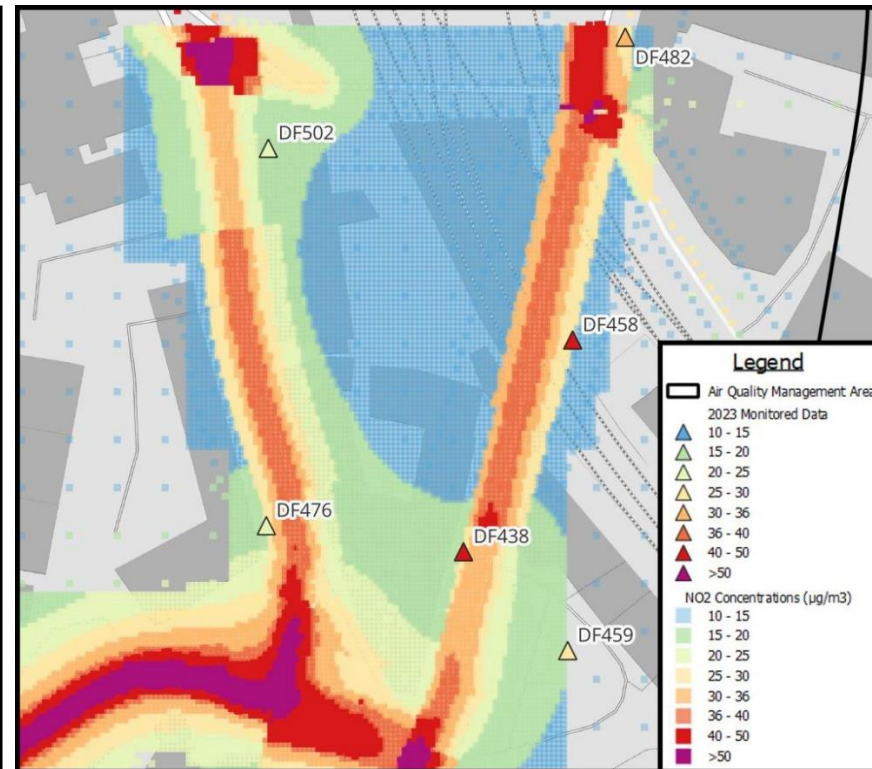 DF482
DF502
DF458
DF476
DF438
DF459
Legend
Air Quality Management Area
2023 Monitored Data
10 - 15
15 - 20
20 - 25
25 - 30
30 - 36
36 - 40
40 - 50
>50
NO2 Concentrations (µg/m3)
10 - 15
15 - 20
20 - 25
25 - 30
30 - 36
36 - 40
40 - 50
>50